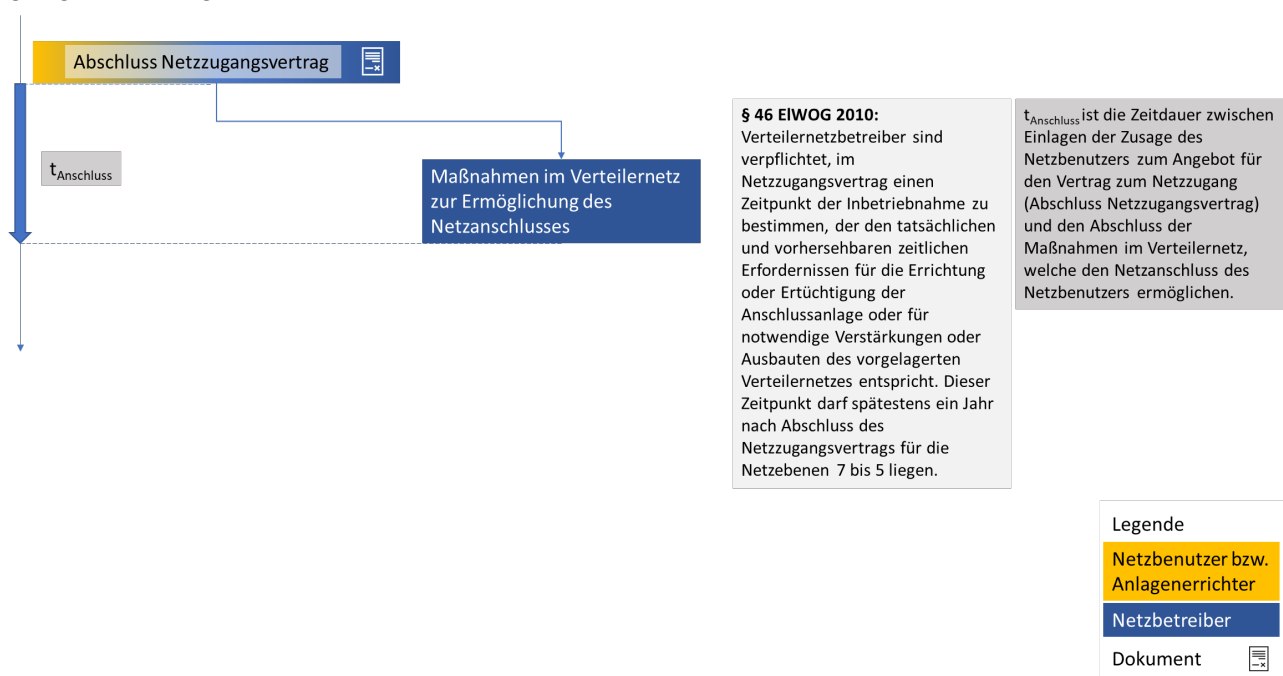 Abschluss Netzzugangsvertrag
t_Anschluss
Maßnahmen im Verteilernetz
zur Ermöglichung des
Netzanschlusses
§ 46 ElWOG 2010:
Verteilernetzbetreiber sind
verpflichtet, im
Netzzugangsvertrag einen
Zeitpunkt der Inbetriebnahme zu
bestimmen, der den tatsächlichen
und vorhersehbaren zeitlichen
Erfordernissen für die Errichtung
oder Ertüchtigung der
Anschlussanlage oder für
notwendige Verstärkungen oder
Ausbauten des vorgelagerten
Verteilernetzes entspricht. Dieser
Zeitpunkt darf spätestens ein Jahr
nach Abschluss des
Netzzugangsvertrags für die
Netzebenen 7 bis 5 liegen.
t_Anschluss ist die Zeitdauer zwischen
Einlagen der Zusage des
Netzbenutzers zum Angebot für
den Vertrag zum Netzzugang
(Abschluss Netzzugangsvertrag)
und den Abschluss der
Maßnahmen im Verteilernetz,
welche den Netzanschluss des
Netzbenutzers ermöglichen.
Legende
Netzbenutzer bzw.
Anlagenerrichter
Netzbetreiber
Dokument